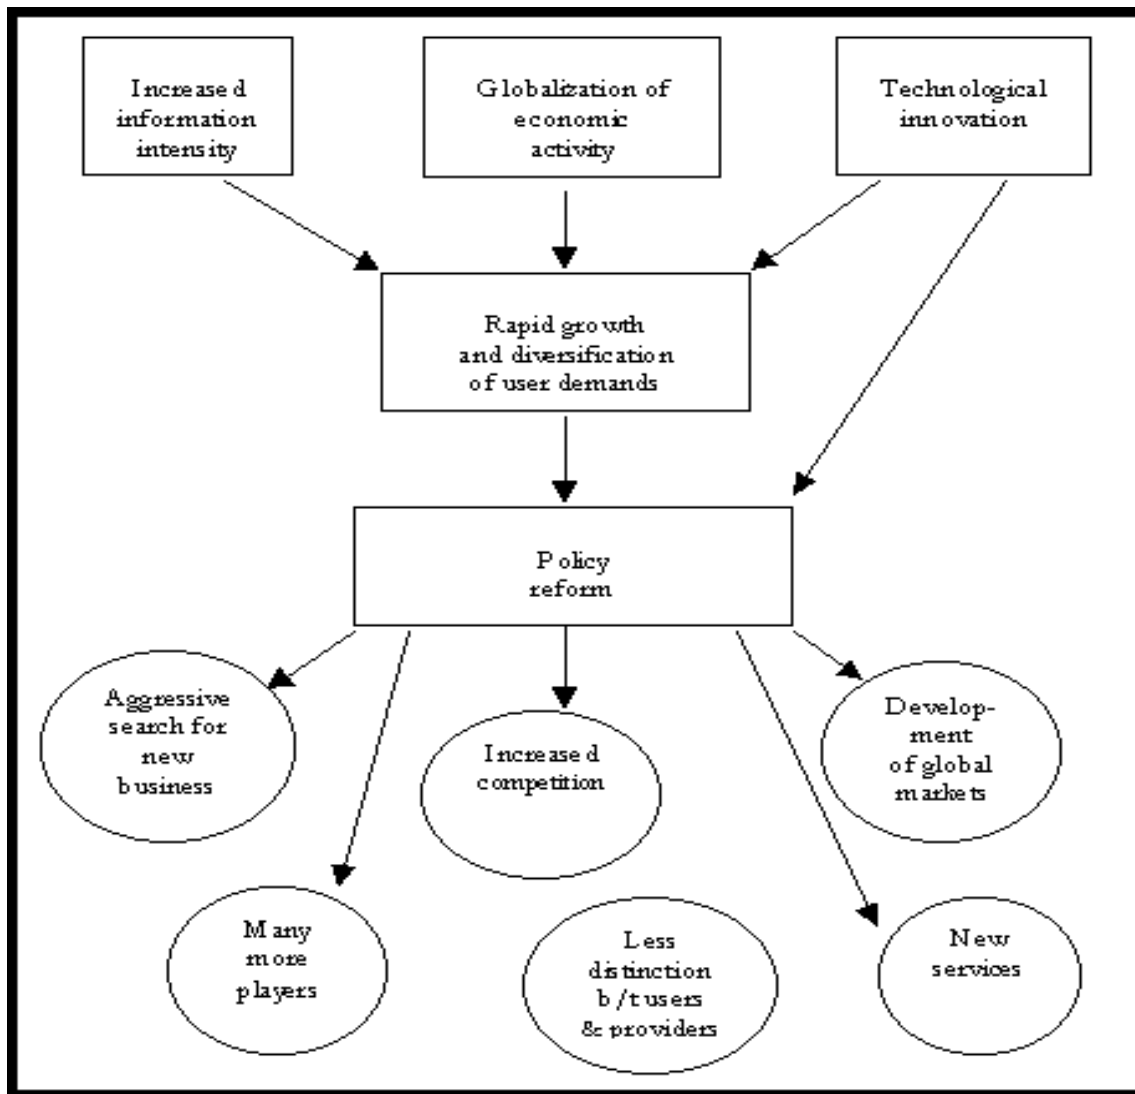 Increased
information
intensity
Globalization of
economic
activity
Technological
innovation
Rapid growth
and diversification
of user demands
Policy
reform
Aggressive
search for
new
business
Increased
competition
Develop-
ment
of global
markets
Many
more
players
Less
distinction
b/t users
& providers
New
services